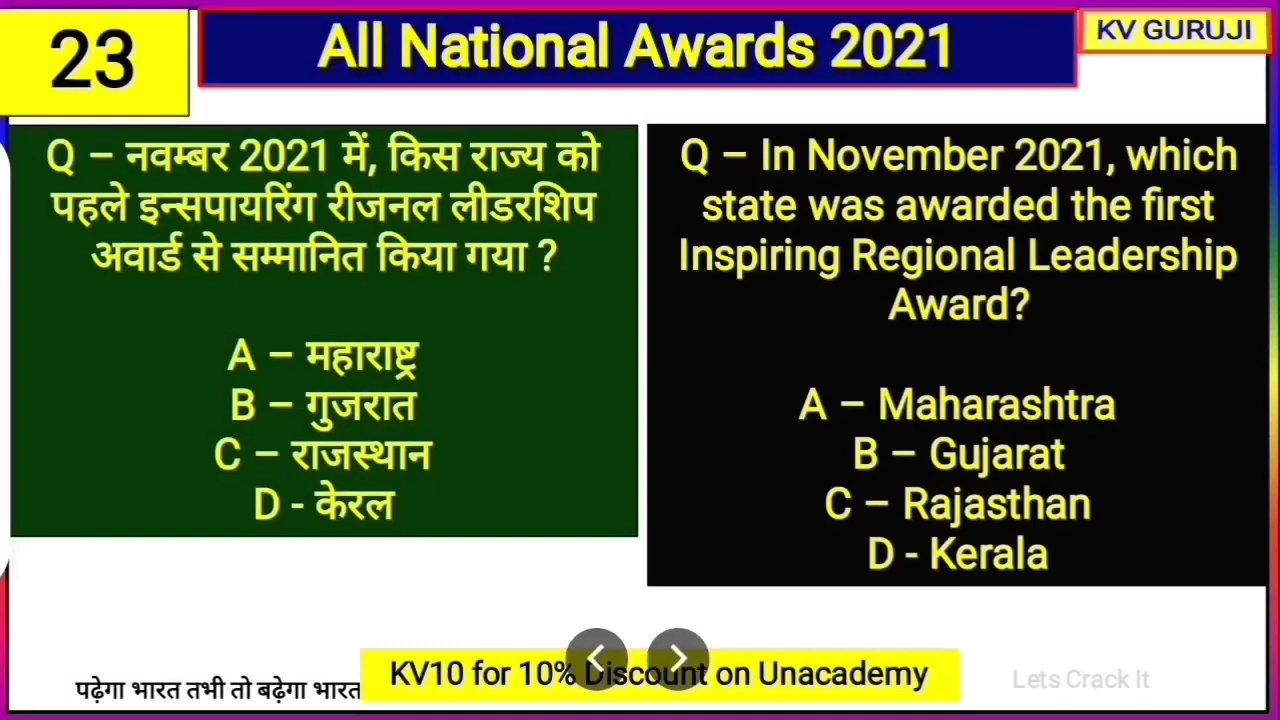 23
All National Awards 2021
KV GURUJI
Q – नवम्बर 2021 में, किस राज्य को
पहले इन्सपायरिंग रीजनल लीडरशिप
अवार्ड से सम्मानित किया गया ?
A – महाराष्ट्र
B – गुजरात
C – राजस्थान
D - केरल
Q – In November 2021, which
state was awarded the first
Inspiring Regional Leadership
Award?
A – Maharashtra
B – Gujarat
C – Rajasthan
D - Kerala
पढ़ेगा भारत तभी तो बढ़ेगा भारत
KV10 for 10% Discount on Unacademy
Lets Crack It